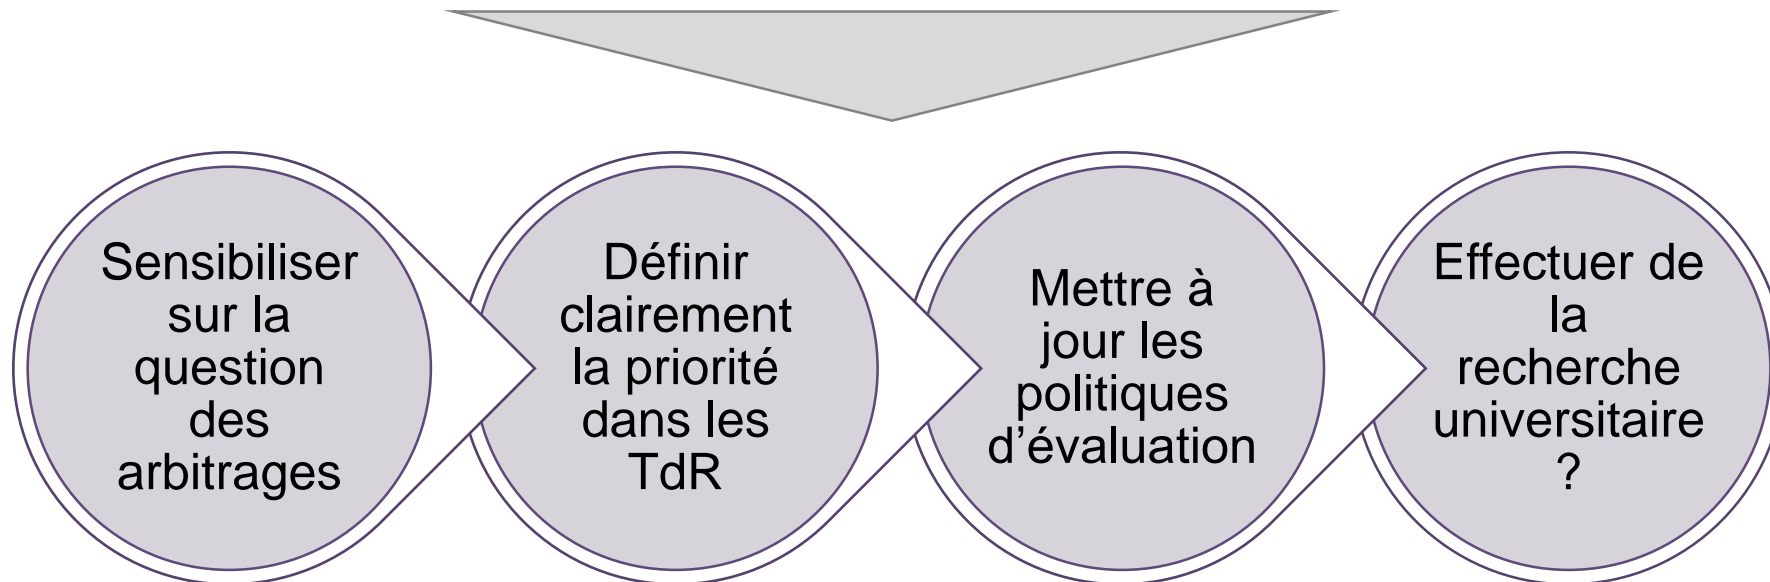 Sensibiliser
sur la
question
des
arbitrages
Définir
clairement
la priorité
dans les
TdR
Mettre à
jour les
politiques
d’évaluation
Effectuer de
la
recherche
universitaire
?